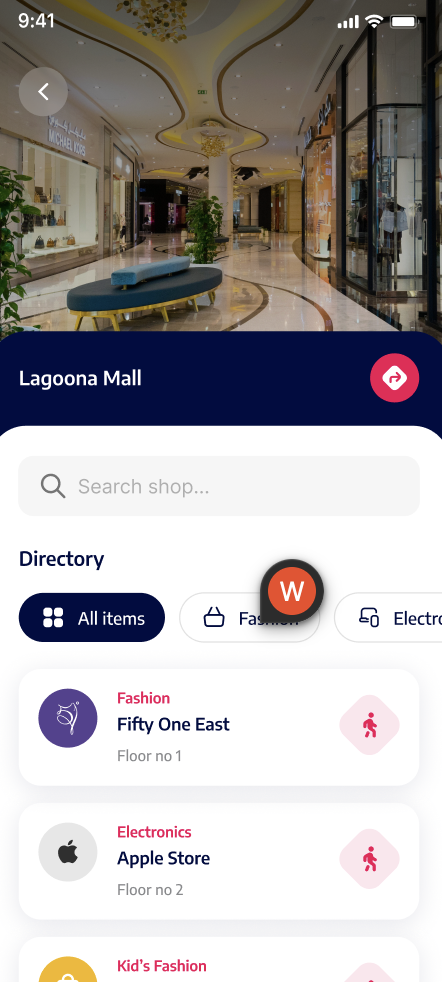 9:41
MICHAEL KORS
Lagoona Mall
Search shop...
Directory
All items
Electro
Fashion
Fifty One East
Floor no 1
Electronics
Apple Store
Floor no 2
Kid's Fashion
W